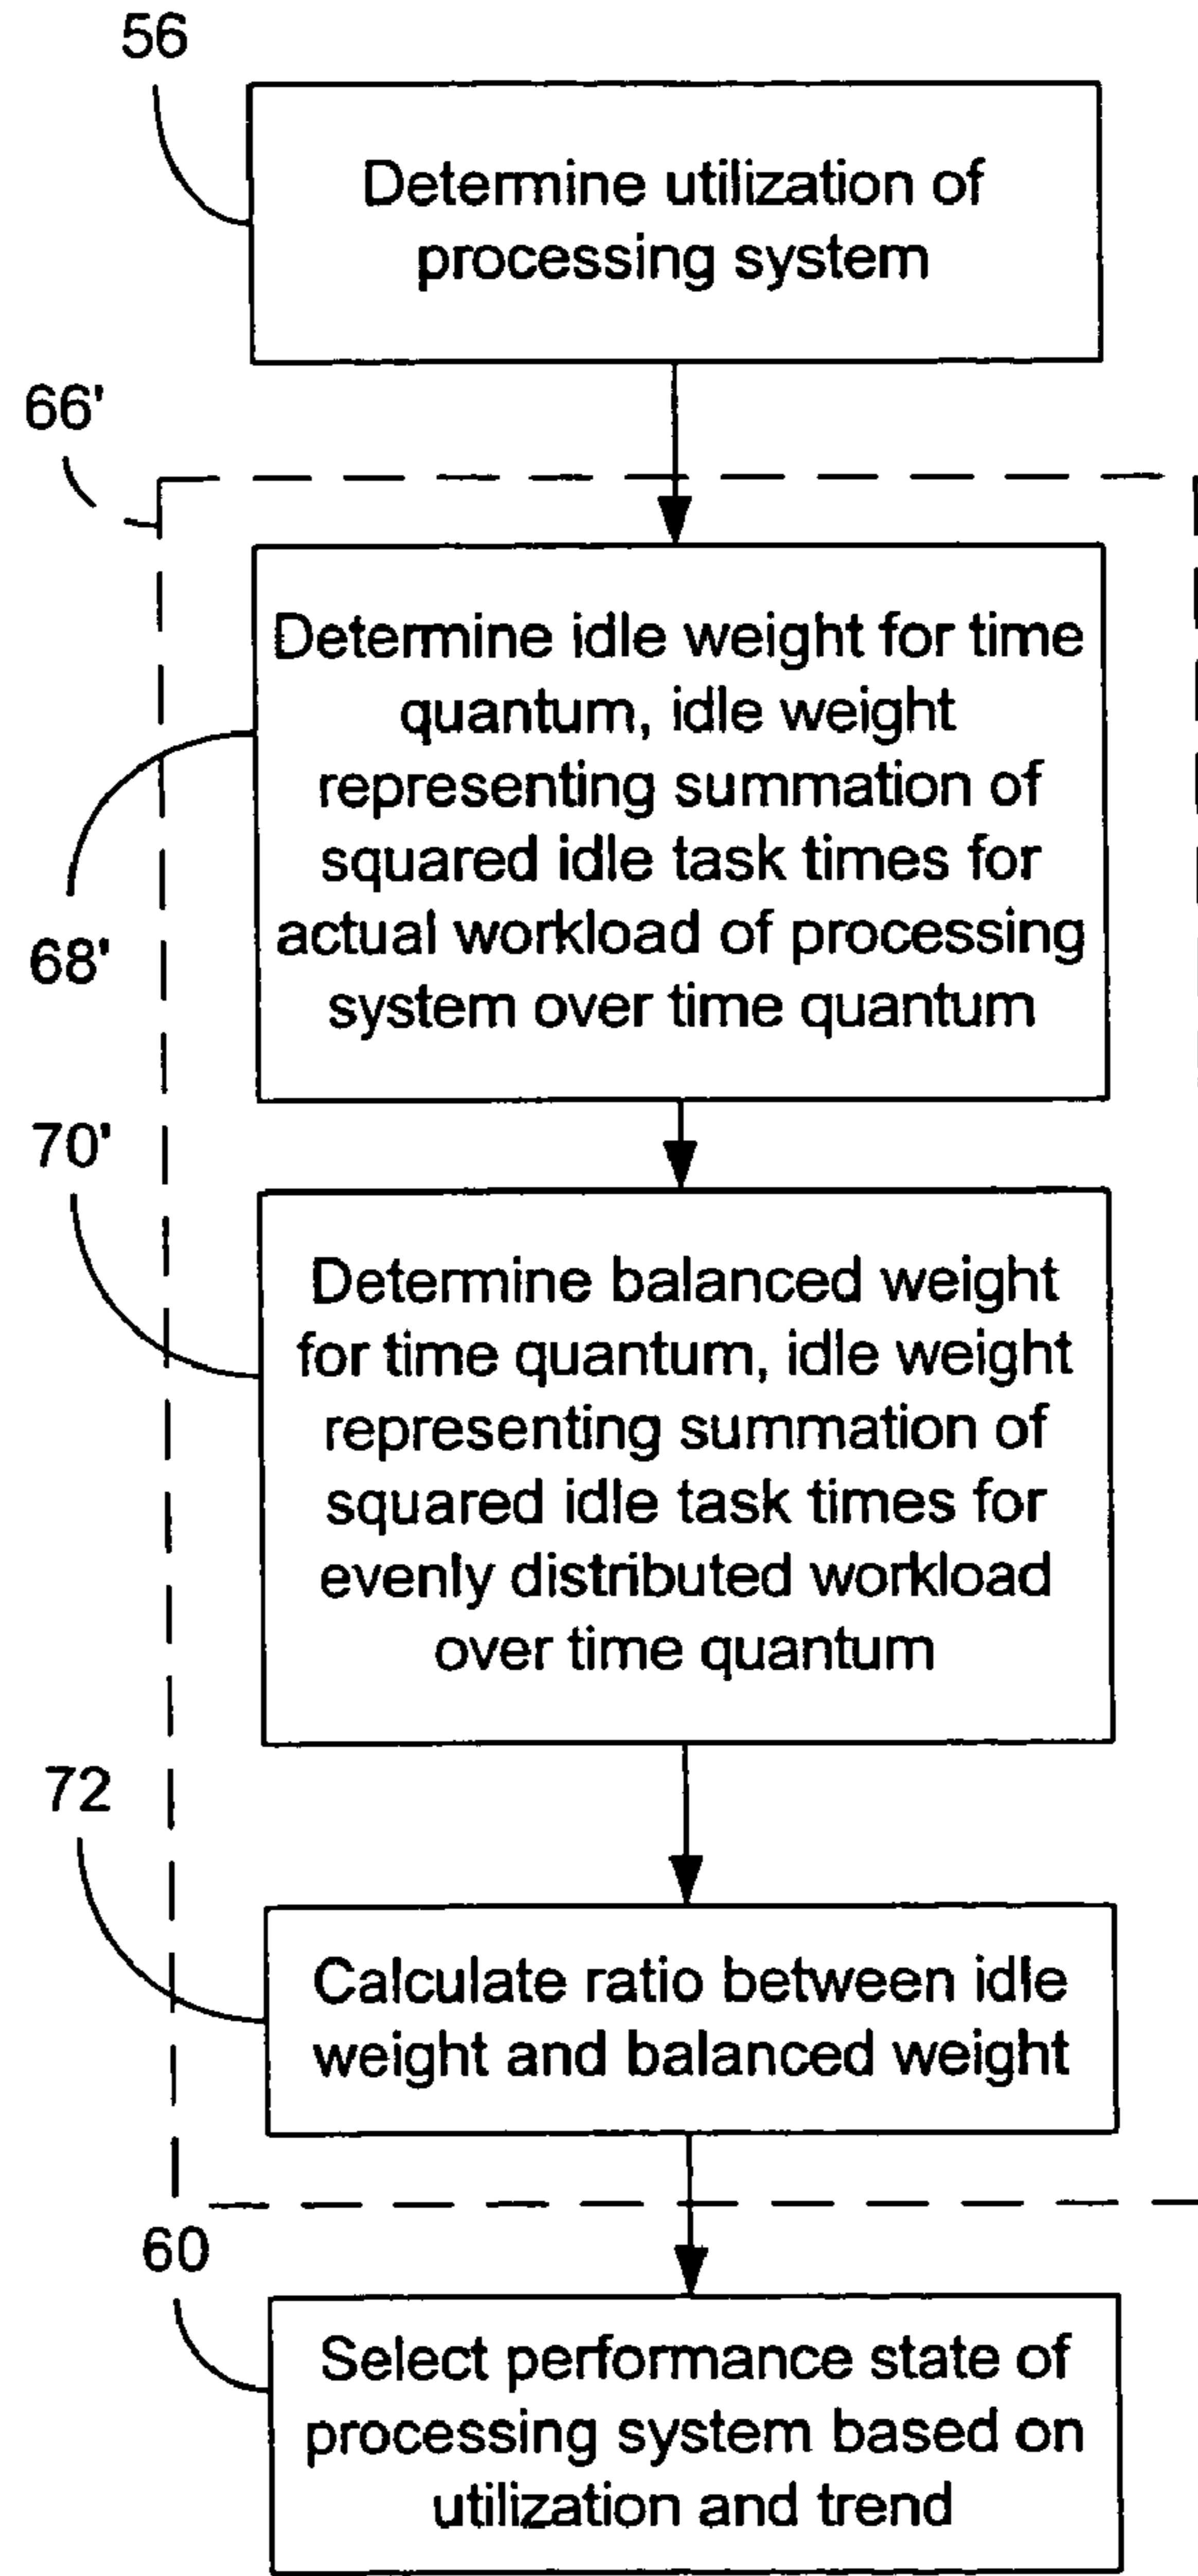 56
Determine utilization of
processing system
66'
Determine idle weight for time
quantum, idle weight
representing summation of
squared idle task times for
actual workload of processing
system over time quantum
68'
70'
Determine balanced weight
for time quantum, idle weight
representing summation of
squared idle task times for
evenly distributed workload
over time quantum
72
Calculate ratio between idle
weight and balanced weight
60
Select performance state of
processing system based on
utilization and trend